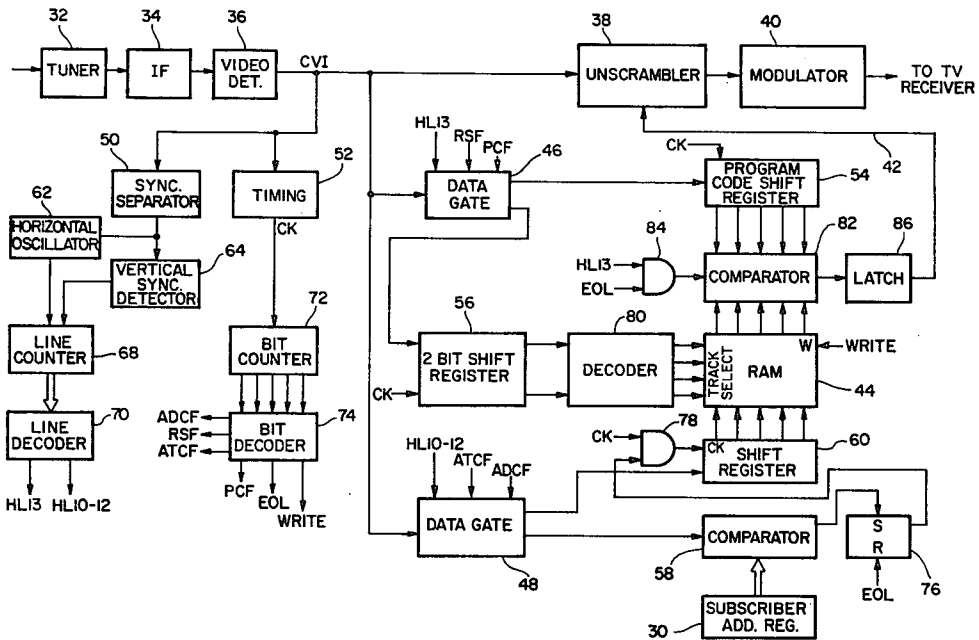 32
34
36
38
40
TUNER
IF
VIDEO
DET.
CVI
UNSCRAMBLER
MODULATOR
TO TV
RECEIVER
50
52
HL13
RSF
PCF
46
CK
42
SYNC.
SEPARATOR
TIMING
DATA
GATE
PROGRAM
CODE SHIFT
REGISTER
54
62
HORIZONTAL
OSCILLATOR
CK
84
82
86
VERTICAL
SYNC.
DETECTOR
64
HL13
EOL
COMPARATOR
LATCH
72
56
80
LINE
COUNTER
68
BIT
COUNTER
2 BIT SHIFT
REGISTER
DECODER
TRACK
SELECT
RAM
W
WRITE
CK
44
70
74
78
LINE
DECODER
ADCF
RSF
ATCF
BIT
DECODER
HL10-12
ATCF
ADCF
CK
CK
SHIFT
REGISTER
60
HL13
HL10-12
PCF
EOL
WRITE
DATA GATE
48
COMPARATOR
58
S
R
76
EOL
30
SUBSCRIBER
ADD. REG.